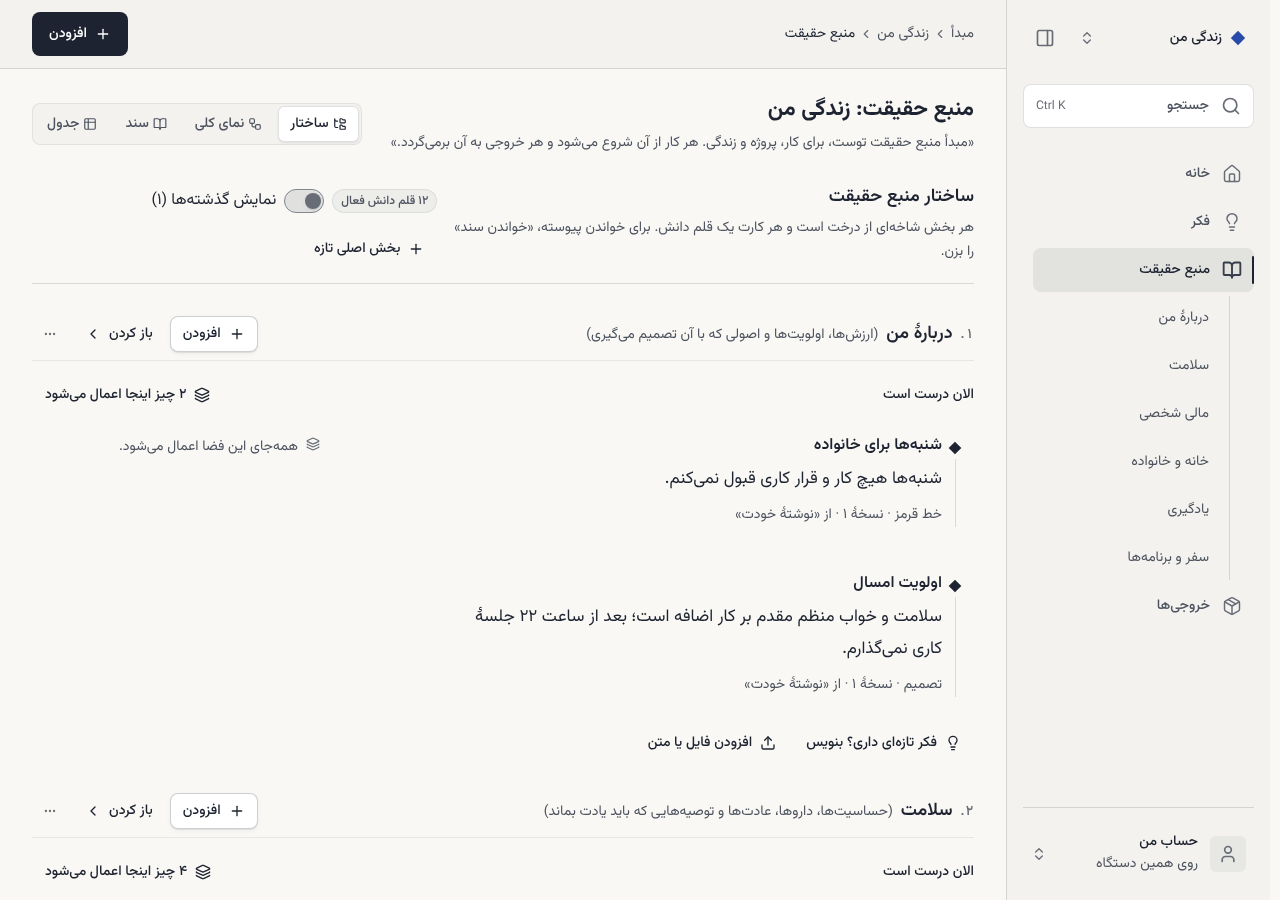 زندگی من
جستجو
Ctrl K
خانه
فکر
منبع حقیقت
دربارهٔ من
سلامت
مالی شخصی
خانه و خانواده
یادگیری
سفر و برنامه‌ها
خروجی‌ها
حساب من
روی همین دستگاه
مبدأ › زندگی من › منبع حقیقت
افزودن
منبع حقیقت: زندگی من
«مبدأ منبع حقیقت توست، برای کار، پروژه و زندگی. هر کار از آن شروع می‌شود و هر خروجی به آن برمی‌گردد.»
ساختار
نمای کلی
سند
جدول
ساختار منبع حقیقت
هر بخش شاخه‌ای از درخت است و هر کارت یک قلم دانش. برای خواندن پیوسته، «خواندن سند»
را بزن.
۱۲ قلم دانش فعال
نمایش گذشته‌ها (۱)
بخش اصلی تازه
۱. دربارهٔ من (ارزش‌ها، اولویت‌ها و اصولی که با آن تصمیم می‌گیری)
افزودن
باز کردن
الان درست است
۲ چیز اینجا اعمال می‌شود
شنبه‌ها برای خانواده
شنبه‌ها هیچ کار و قرار کاری قبول نمی‌کنم.
خط قرمز · نسخهٔ ۱ · از «نوشتهٔ خودت»
همه‌جای این فضا اعمال می‌شود.
اولویت امسال
سلامت و خواب منظم مقدم بر کار اضافه است؛ بعد از ساعت ۲۲ جلسهٔ
کاری نمی‌گذارم.
تصمیم · نسخهٔ ۱ · از «نوشتهٔ خودت»
فکر تازه‌ای داری؟ بنویس
افزودن فایل یا متن
۲. سلامت (حساسیت‌ها، داروها، عادت‌ها و توصیه‌هایی که باید یادت بماند)
افزودن
باز کردن
الان درست است
۴ چیز اینجا اعمال می‌شود